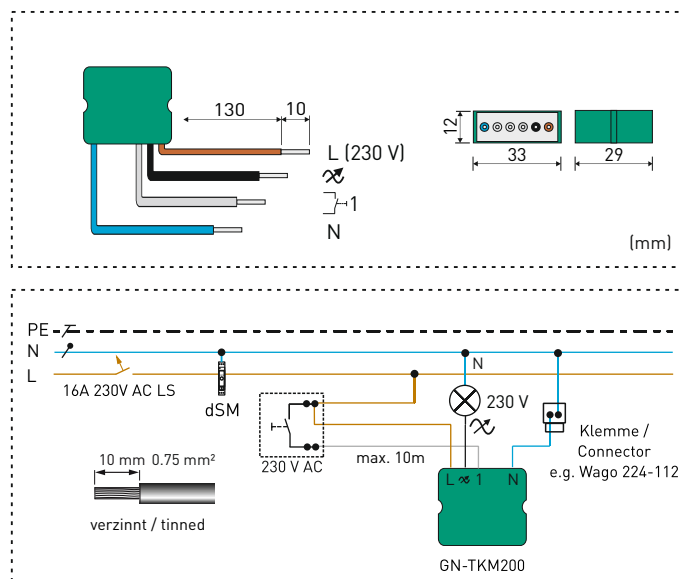 130
10
L (230 V)
1
N
12
33
29
(mm)
PE
N
L
16A 230V AC LS
dSM
N
230 V
230 V AC
max. 10m
Klemme /
Connector
e.g. Wago 224-112
10 mm 0.75 mm²
verzinnt / tinned
L 1 N
GN-TKM200